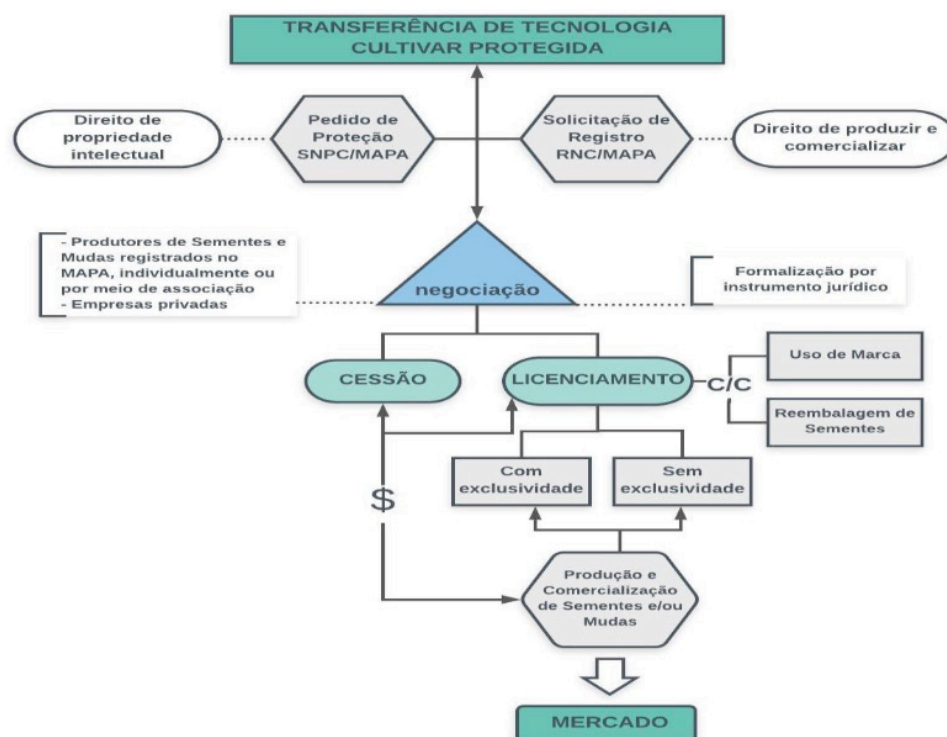 TRANSFERÊNCIA DE TECNOLOGIA
CULTIVAR PROTEGIDA
Direito de
propriedade
intelectual
Pedido de
Proteção
SNPC/MAPA
Solicitação de
Registro
RNC/MAPA
Direito de produzir e
comercializar
- Produtores de Sementes e
Mudas registrados no
MAPA, individualmente ou
por meio de associação
- Empresas privadas
negociação
Formalização por
instrumento jurídico
CESSÃO
LICENCIAMENTO
C/C
Uso de Marca
Reembalagem de
Sementes
Com
exclusividade
Sem
exclusividade
$
Produção e
Comercialização
de Sementes e/ou
Mudas
MERCADO